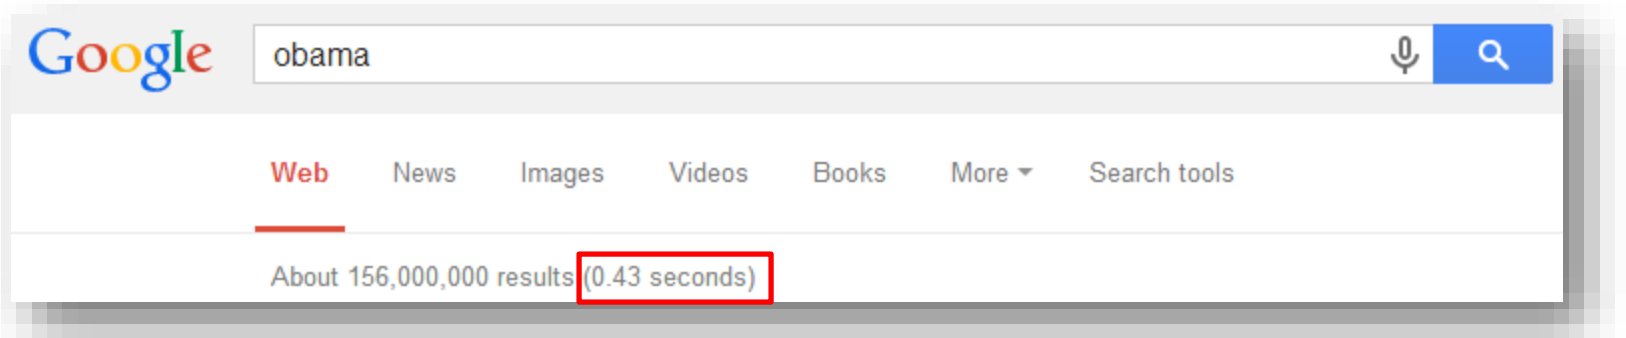 Google obama
Web News Images Videos Books More Search tools
About 156,000,000 results (0.43 seconds)